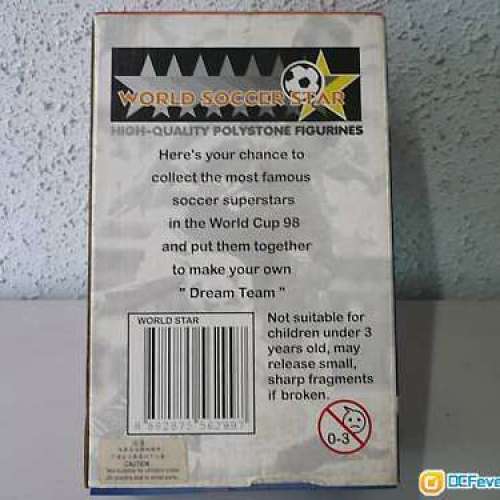 WORLD SOCCER STAR
HIGH-QUALITY POLYSTONE FIGURINES
Here's your chance to
collect the most famous
soccer superstars
in the World Cup 98
and put them together
to make your own
" Dream Team "
WORLD STAR
Not suitable for
children under 3
years old, may
release small,
sharp fragments
if broken.
0-3
CAUTION
DCFever